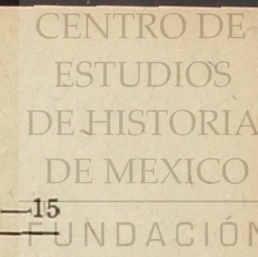 CENTRO DE
ESTUDIOS
DE HISTORIA
DE MEXICO
—15
FUNDACIÓN